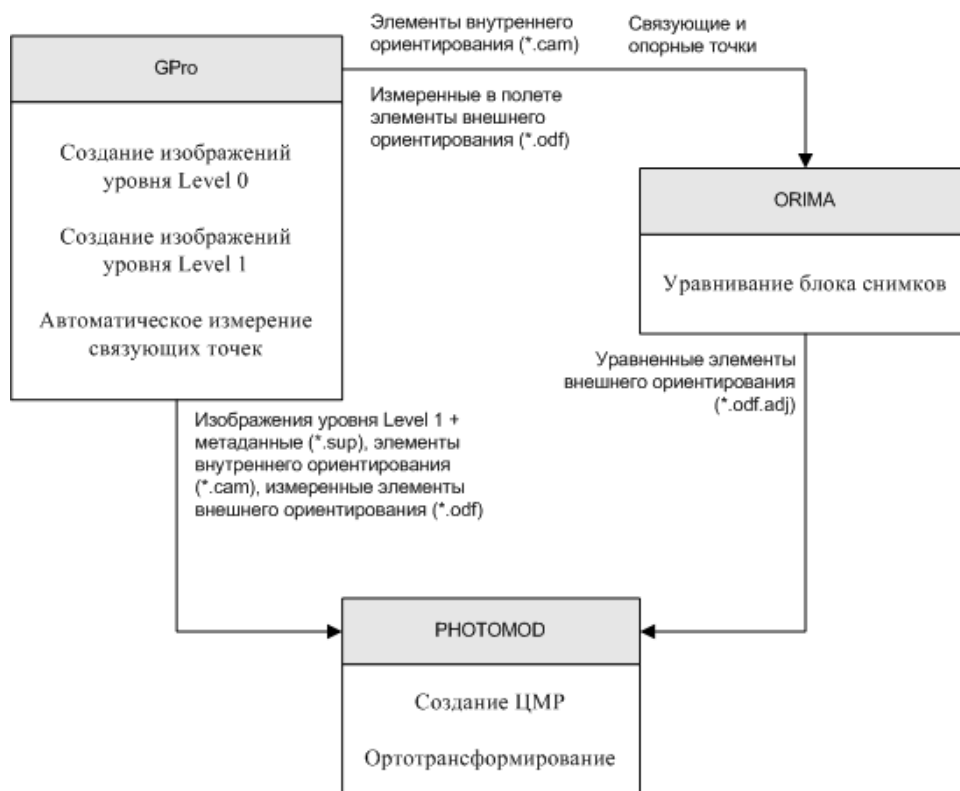 Элементы внутреннего
ориентирования (*.cam)
Связующие и
опорные точки
GPro
Измеренные в полете
элементы внешнего
ориентирования (*.odf)
Создание изображений
уровня Level 0
Создание изображений
уровня Level 1
Автоматическое измерение
связующих точек
ORIMA
Уравнивание блока снимков
Уравненные элементы
внешнего ориентирования
(*.odf.adj)
Изображения уровня Level 1 +
метаданные (*.sup), элементы
внутреннего ориентирования
(*.cam), измеренные элементы
внешнего ориентирования (*.odf)
PHOTOMOD
Создание ЦМР
Ортотрансформирование